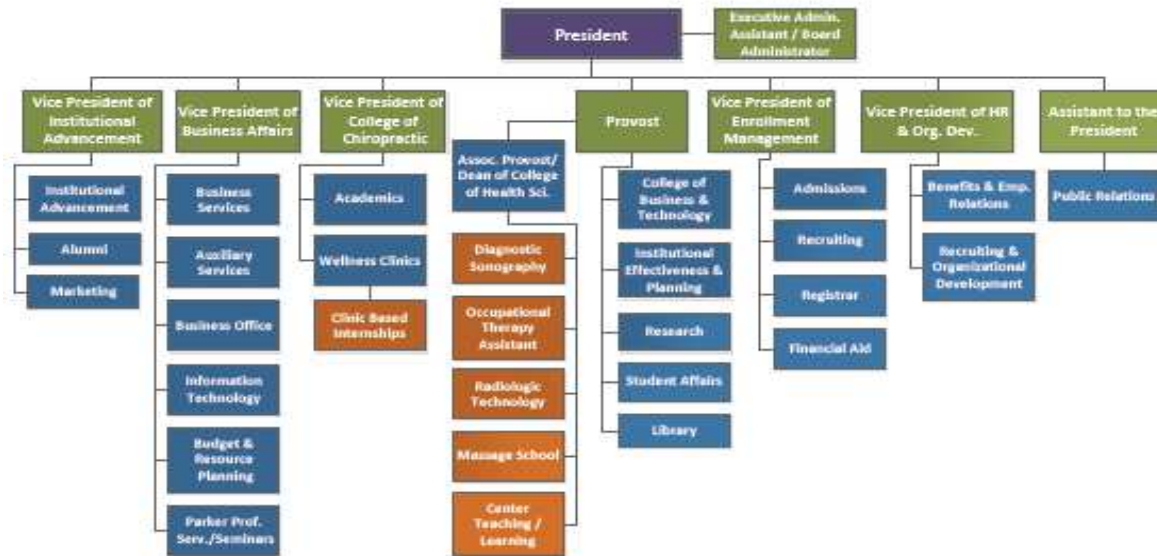 President
Executive Admin.
Assistant / Board
Administrator
Vice President of
Institutional
Advancement
Vice President of
Business Affairs
Vice President of
College of
Chiropractic
Provost
Vice President of
Enrollment
Management
Vice President of HR
& Org. Dev..
Assistant to the
President
Institutional
Advancement
Alumni
Marketing
Business
Services
Auxiliary
Services
Business Office
Information
Technology
Budget &
Resource
Planning
Parker Prof.
Serv./Seminars
Academics
Wellness Clinics
Clinic Based
Internships
Assoc. Provost/
Dean of College
of Health Sci.
Diagnostic
Sonography
Occupational
Therapy
Assistant
Radiologic
Technology
Massage School
Center
Teaching /
Learning
College of
Business &
Technology
Institutional
Effectiveness &
Planning
Research
Student Affairs
Library
Admissions
Recruiting
Registrar
Financial Aid
Benefits & Emp.
Relations
Recruiting &
Organizational
Development
Public Relations